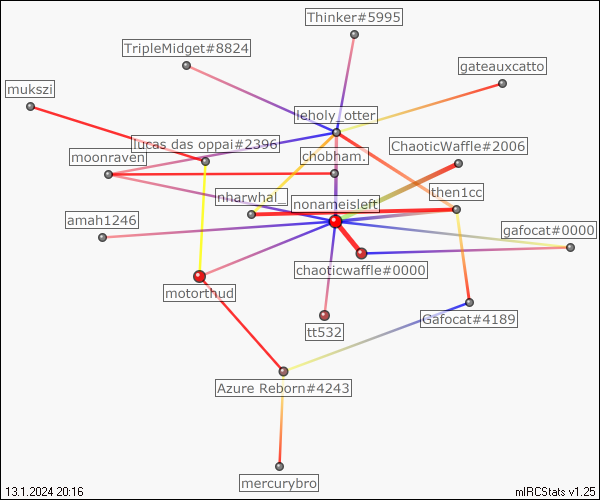 Thinker#5995
TripleMidget#8824
gateauxcatto
mukszi
leholy_otter
lucas das oppai#2396
ChaoticWaffle#2006
moonraven
chobham.
nharwhal_
then1cc
nonameisleft
amah1246
gafocat#0000
chaoticwaffle#0000
motorthud
Gafocat#4189
tt532
Azure Reborn#4243
mercurybro
13.1.2024 20:16
mIRCStats v1.25